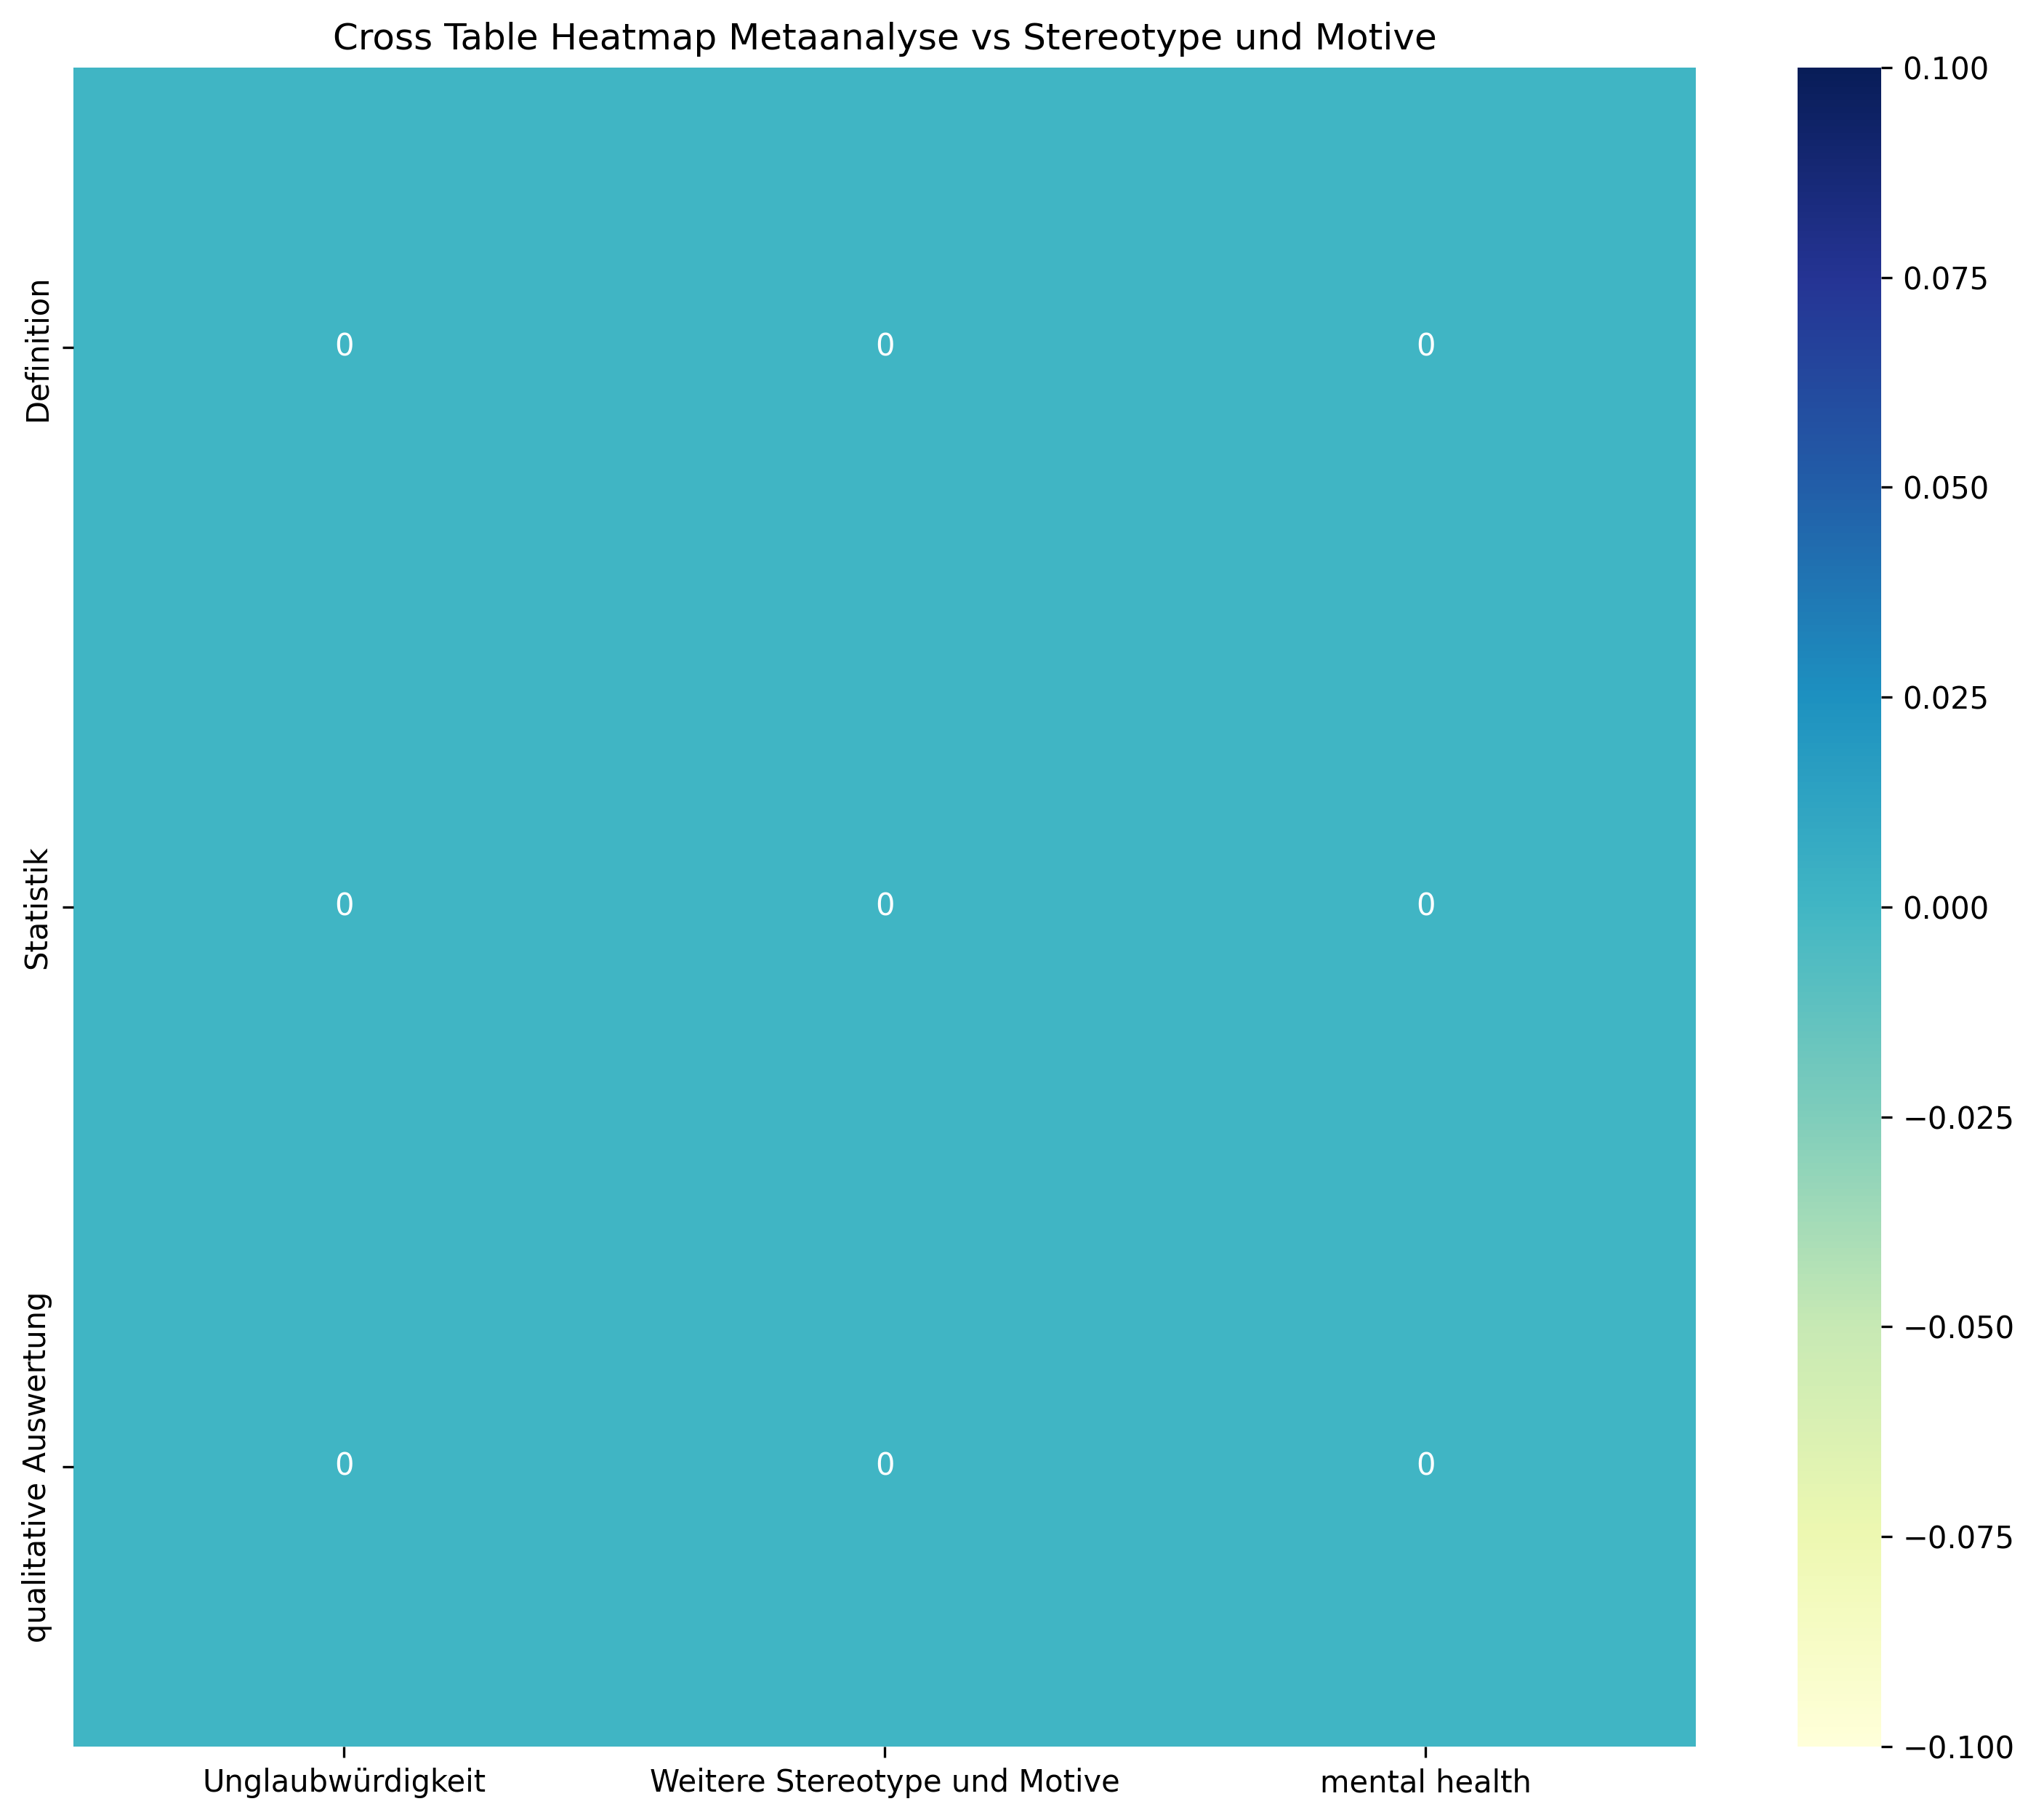 Cross Table Heatmap Metaanalyse vs Stereotype und Motive
Definition
0 0 0
Statistik
0 0 0
qualitative Auswertung
0 0 0
Unglaubwürdigkeit Weitere Stereotype und Motive mental health
0.100
0.075
0.050
0.025
0.000
−0.025
−0.050
−0.075
−0.100